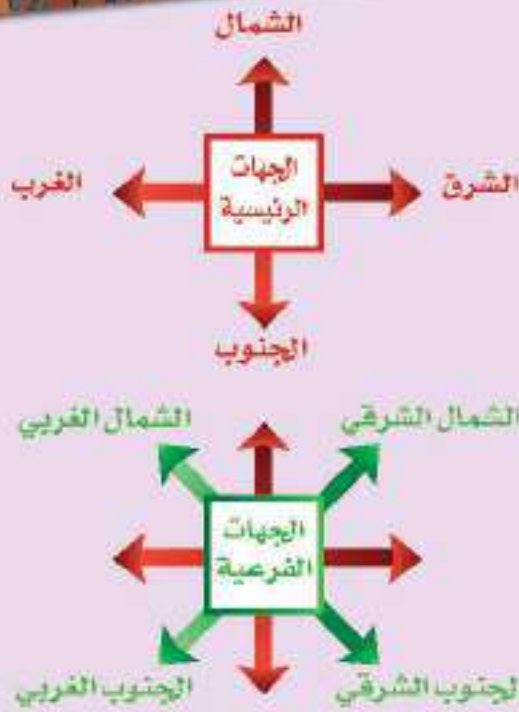 الشمال
الجهات
الرئيسية
الشرق
الغرب
الجنوب
الشمال الشرقي
الشمال الغربي
الجهات
الفرعية
الجنوب الشرقي
الجنوب الغربي